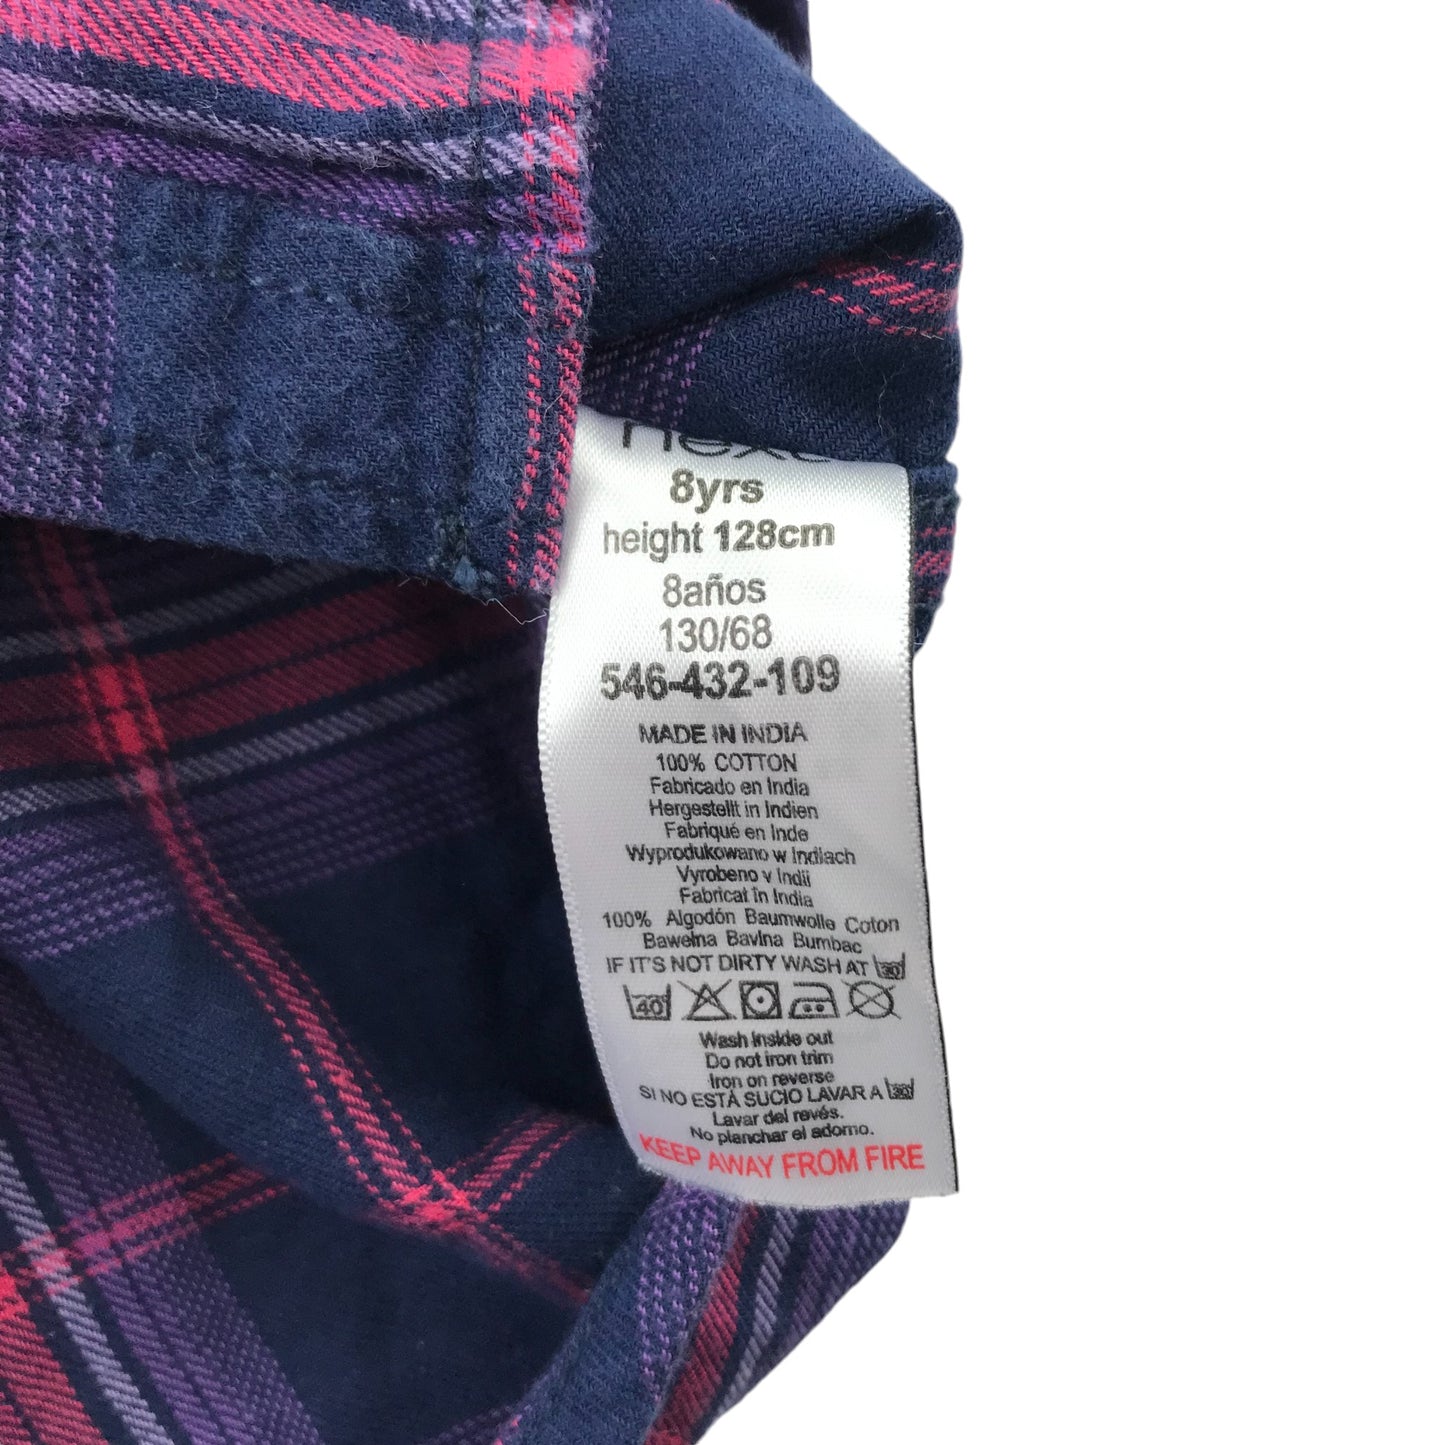 next
8yrs
height 128cm
8años
130/68
546-432-109
MADE IN INDIA
100% COTTON
Fabricado en India
Hergestellt in Indien
Fabriqué en Inde
Wyprodukowano w Indiach
Vyrobeno v Indii
Fabricat în India
100% Algodón Baumwolle Coton
Bawełna Bavlna Bumbac
IF IT'S NOT DIRTY WASH AT 30
40
Wash inside out
Do not iron trim
Iron on reverse
SI NO ESTÁ SUCIO LAVAR A 30
Lavar del revés.
No planchar el adorno.
KEEP AWAY FROM FIRE